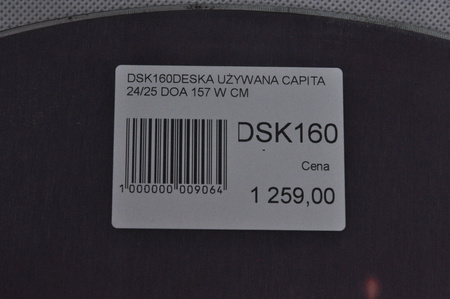 DSK160DESKA UŻYWANA CAPITA
24/25 DOA 157 W CM
DSK160
Cena
1 000000 009064
1 259,00